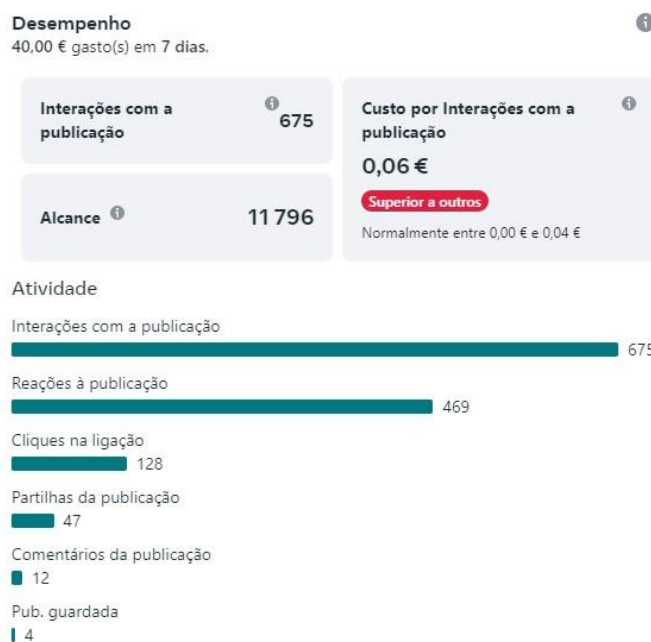 Desempenho
40,00 € gasto(s) em 7 dias.
Interações com a
publicação
675
Alcance
11 796
Custo por Interações com a
publicação
0,06 €
Superior a outros
Normalmente entre 0,00 € e 0,04 €
Atividade
Interações com a publicação
675
Reações à publicação
469
Cliques na ligação
128
Partilhas da publicação
47
Comentários da publicação
12
Pub. guardada
4